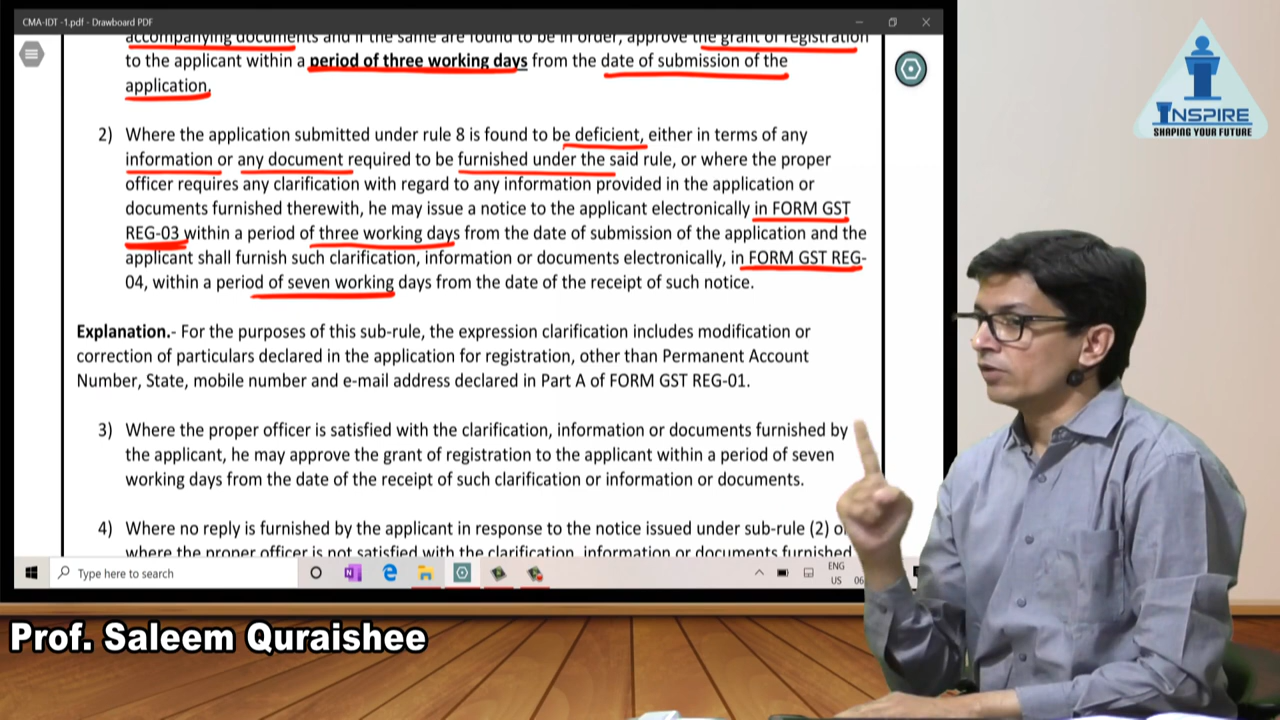 CMA-IDT -1.pdf - Drawboard PDF
accompanying documents and if the same are found to be in order, approve the grant of registration
to the applicant within a period of three working days from the date of submission of the
application.
2) Where the application submitted under rule 8 is found to be deficient, either in terms of any
information or any document required to be furnished under the said rule, or where the proper
officer requires any clarification with regard to any information provided in the application or
documents furnished therewith, he may issue a notice to the applicant electronically in FORM GST
REG-03 within a period of three working days from the date of submission of the application and the
applicant shall furnish such clarification, information or documents electronically, in FORM GST REG-
04, within a period of seven working days from the date of the receipt of such notice.
Explanation.- For the purposes of this sub-rule, the expression clarification includes modification or
correction of particulars declared in the application for registration, other than Permanent Account
Number, State, mobile number and e-mail address declared in Part A of FORM GST REG-01.
3) Where the proper officer is satisfied with the clarification, information or documents furnished by
the applicant, he may approve the grant of registration to the applicant within a period of seven
working days from the date of the receipt of such clarification or information or documents.
4) Where no reply is furnished by the applicant in response to the notice issued under sub-rule (2)
where the proper officer is not satisfied with the clarification, information or documents furnished
Type here to search
ENG
US
INSPIRE
SHAPING YOUR FUTURE
Prof. Saleem Quraishee